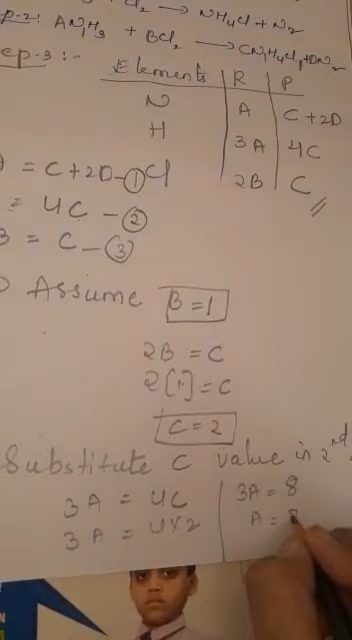 Cl2 → NH4Cl + N2
ep-2: ANH3 + BCl2 → CNH4Cl + DN2
ep-3 :-
Elements R P
N A C+2D
H 3A 4C
Cl 2B C
= C+2D-①
= 4C-②
B = C-③
Assume B=1
2B = C
2[1] = C
C=2
Substitute C value in 2nd
3A = 4C
3A = 4×2
3A = 8
A = 8